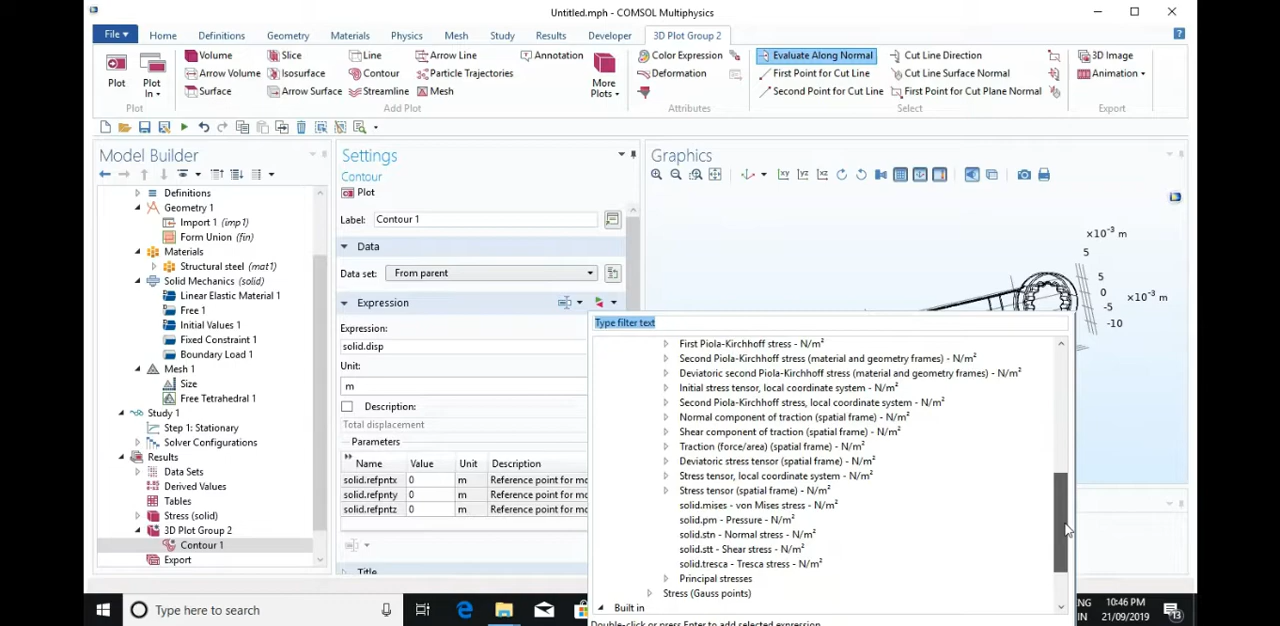 Untitled.mph - COMSOL Multiphysics
File
Home
Definitions
Geometry
Materials
Physics
Mesh
Study
Results
Developer
3D Plot Group 2
Plot
Plot In
Volume
Arrow Volume
Surface
Slice
Isosurface
Arrow Surface
Line
Contour
Streamline
Arrow Line
Particle Trajectories
Mesh
Annotation
More Plots
Color Expression
Deformation
Evaluate Along Normal
First Point for Cut Line
Second Point for Cut Line
Cut Line Direction
Cut Line Surface Normal
First Point for Cut Plane Normal
3D Image
Animation
Plot
Add Plot
Attributes
Select
Export
Model Builder
Definitions
Geometry 1
Import 1 (imp1)
Form Union (fin)
Materials
Structural steel (mat1)
Solid Mechanics (solid)
Linear Elastic Material 1
Free 1
Initial Values 1
Fixed Constraint 1
Boundary Load 1
Mesh 1
Size
Free Tetrahedral 1
Study 1
Step 1: Stationary
Solver Configurations
Results
Data Sets
Derived Values
Tables
Stress (solid)
3D Plot Group 2
Contour 1
Export
Settings
Contour
Plot
Label: Contour 1
Data
Data set: From parent
Expression
Expression:
solid.disp
Unit:
m
Description:
Total displacement
Parameters
Name Value Unit Description
solid.refpntx 0 m Reference point for mo
solid.refpnty 0 m Reference point for mo
solid.refpntz 0 m Reference point for mo
Title
Graphics
xy
yz
xz
×10⁻³ m
5
5
0
-5
-10
×10⁻³ m
Type filter text
First Piola-Kirchhoff stress - N/m²
Second Piola-Kirchhoff stress (material and geometry frames) - N/m²
Deviatoric second Piola-Kirchhoff stress (material and geometry frames) - N/m²
Initial stress tensor, local coordinate system - N/m²
Second Piola-Kirchhoff stress, local coordinate system - N/m²
Normal component of traction (spatial frame) - N/m²
Shear component of traction (spatial frame) - N/m²
Traction (force/area) (spatial frame) - N/m²
Deviatoric stress tensor (spatial frame) - N/m²
Stress tensor, local coordinate system - N/m²
Stress tensor (spatial frame) - N/m²
solid.mises - von Mises stress - N/m²
solid.pm - Pressure - N/m²
solid.stn - Normal stress - N/m²
solid.stt - Shear stress - N/m²
solid.tresca - Tresca stress - N/m²
Principal stresses
Stress (Gauss points)
Built in
Double-click or press Enter to add selected expression
Type here to search
NG
IN
10:46 PM
21/09/2019
13